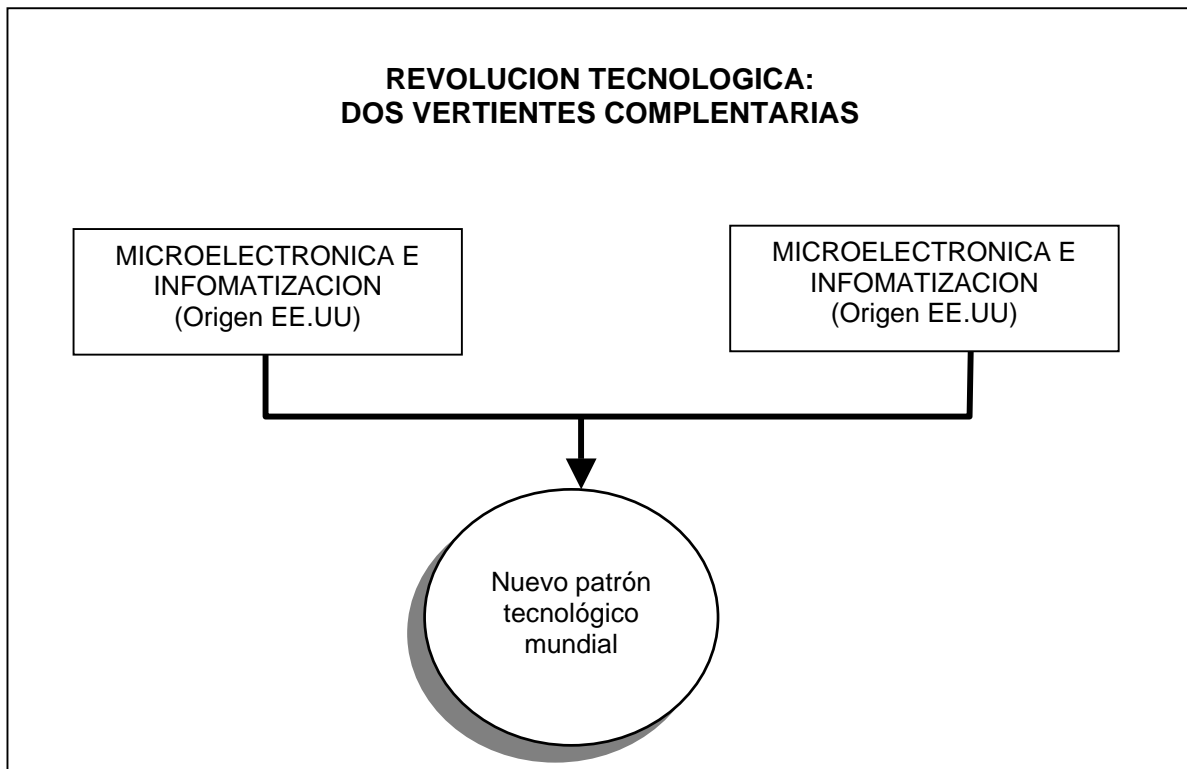 REVOLUCION TECNOLOGICA:
DOS VERTIENTES COMPLENTARIAS
MICROELECTRONICA E
INFOMATIZACION
(Origen EE.UU)
MICROELECTRONICA E
INFOMATIZACION
(Origen EE.UU)
Nuevo patrón
tecnológico
mundial